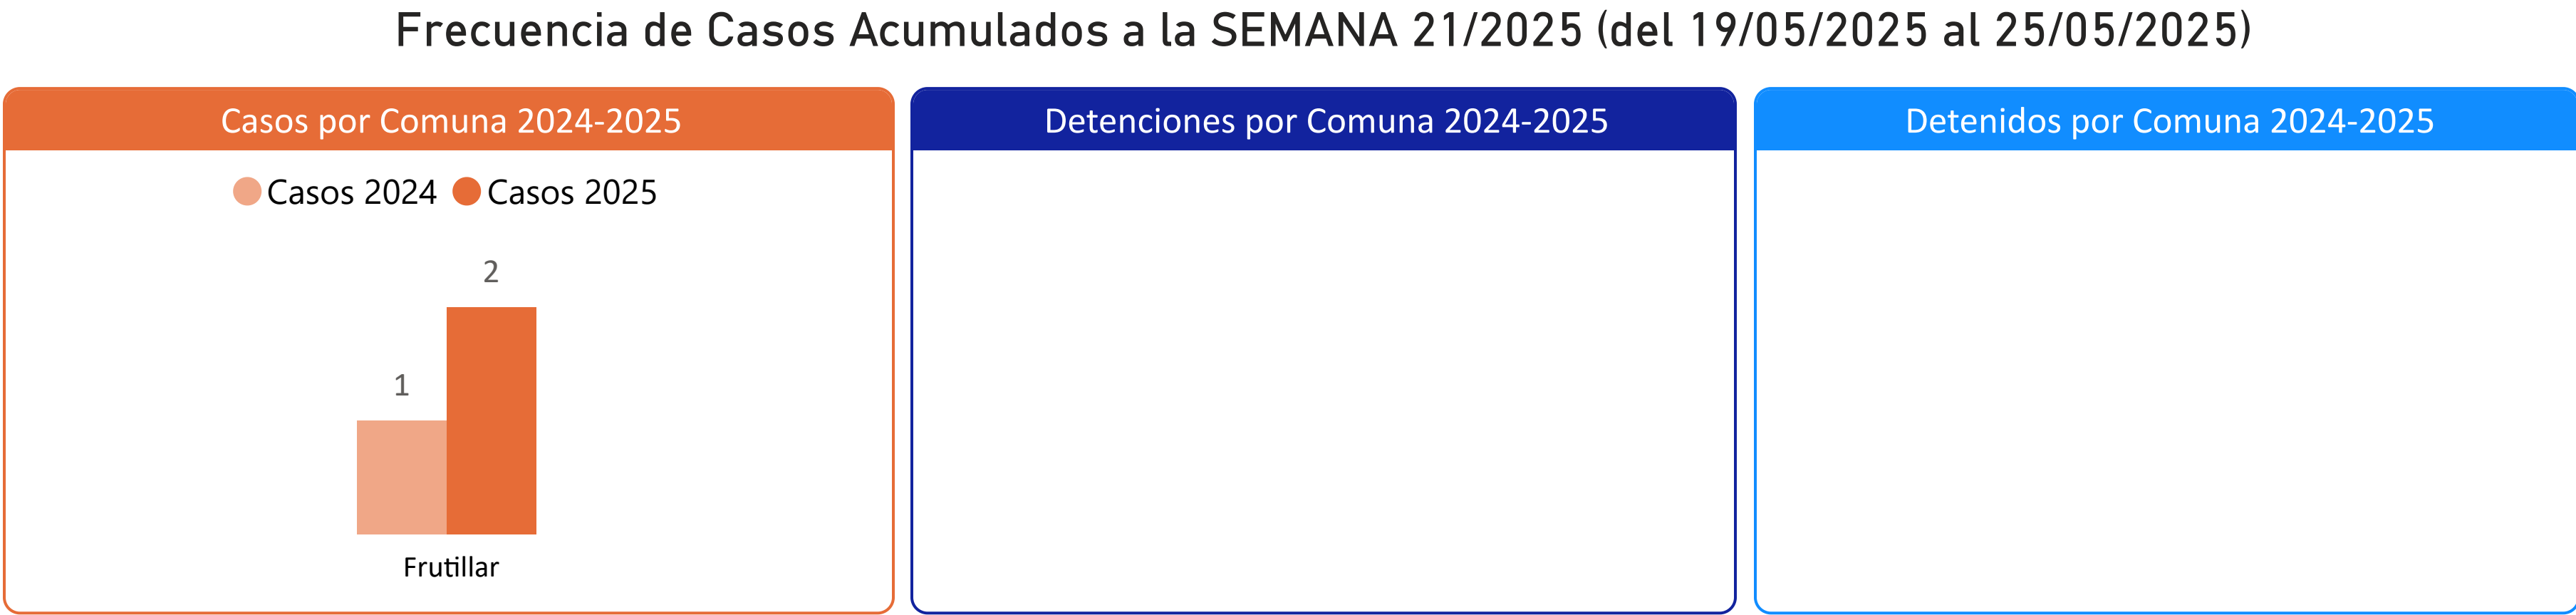 Frecuencia de Casos Acumulados a la SEMANA 21/2025 (del 19/05/2025 al 25/05/2025)
Casos por Comuna 2024-2025
Casos 2024 Casos 2025
2
1
Frutillar
Detenciones por Comuna 2024-2025
Detenidos por Comuna 2024-2025